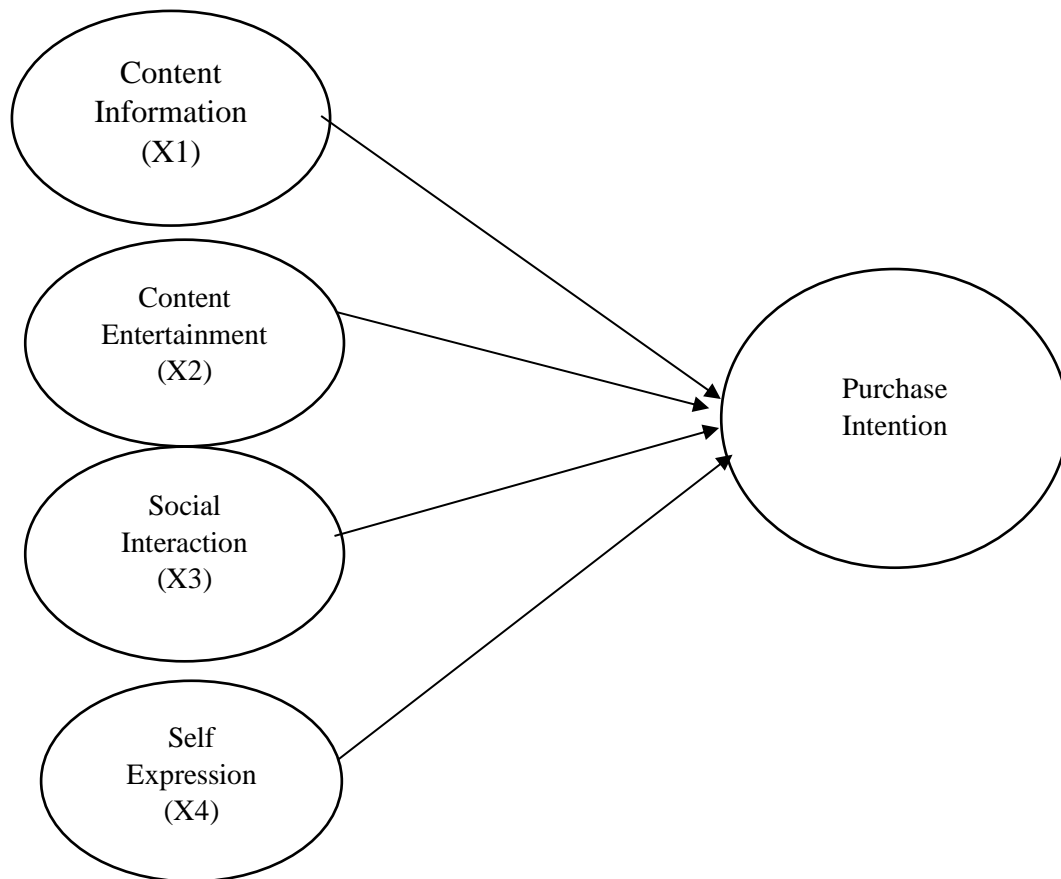 Content
Information
(X1)
Content
Entertainment
(X2)
Social
Interaction
(X3)
Self
Expression
(X4)
Purchase
Intention